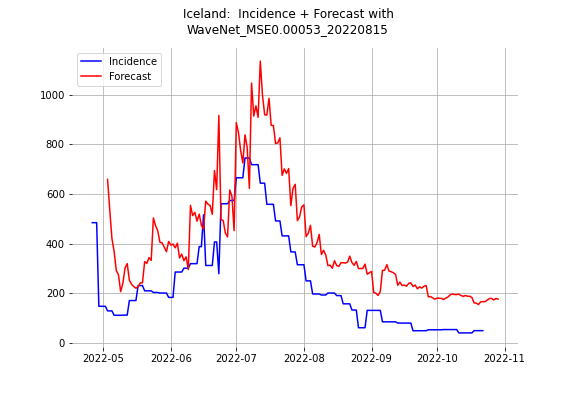 Iceland:  Incidence + Forecast with
WaveNet_MSE0.00053_20220815
Incidence
Forecast
1000
800
600
400
200
0
2022-05 2022-06 2022-07 2022-08 2022-09 2022-10 2022-11